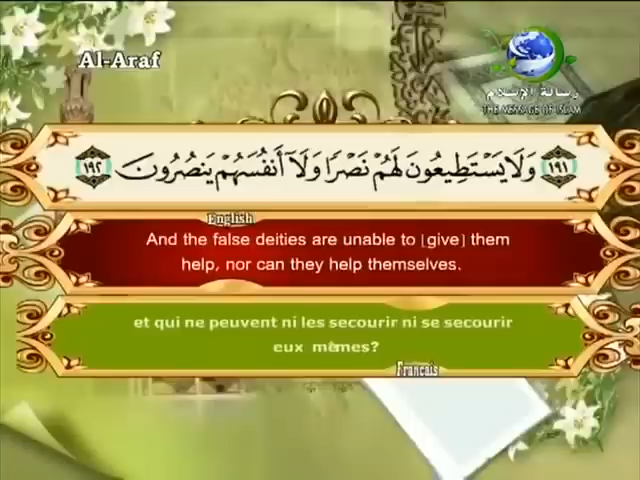 Al-Araf
رسالة الإسلام
THE MESSAGE OF ISLAM
١٩١ وَلَا يَسْتَطِيعُونَ لَهُمْ نَصْرًا وَلَآ أَنفُسَهُمْ يَنصُرُونَ ١٩٢
English
And the false deities are unable to [give] them
help, nor can they help themselves.
et qui ne peuvent ni les secourir ni se secourir
eux mêmes?
Francais